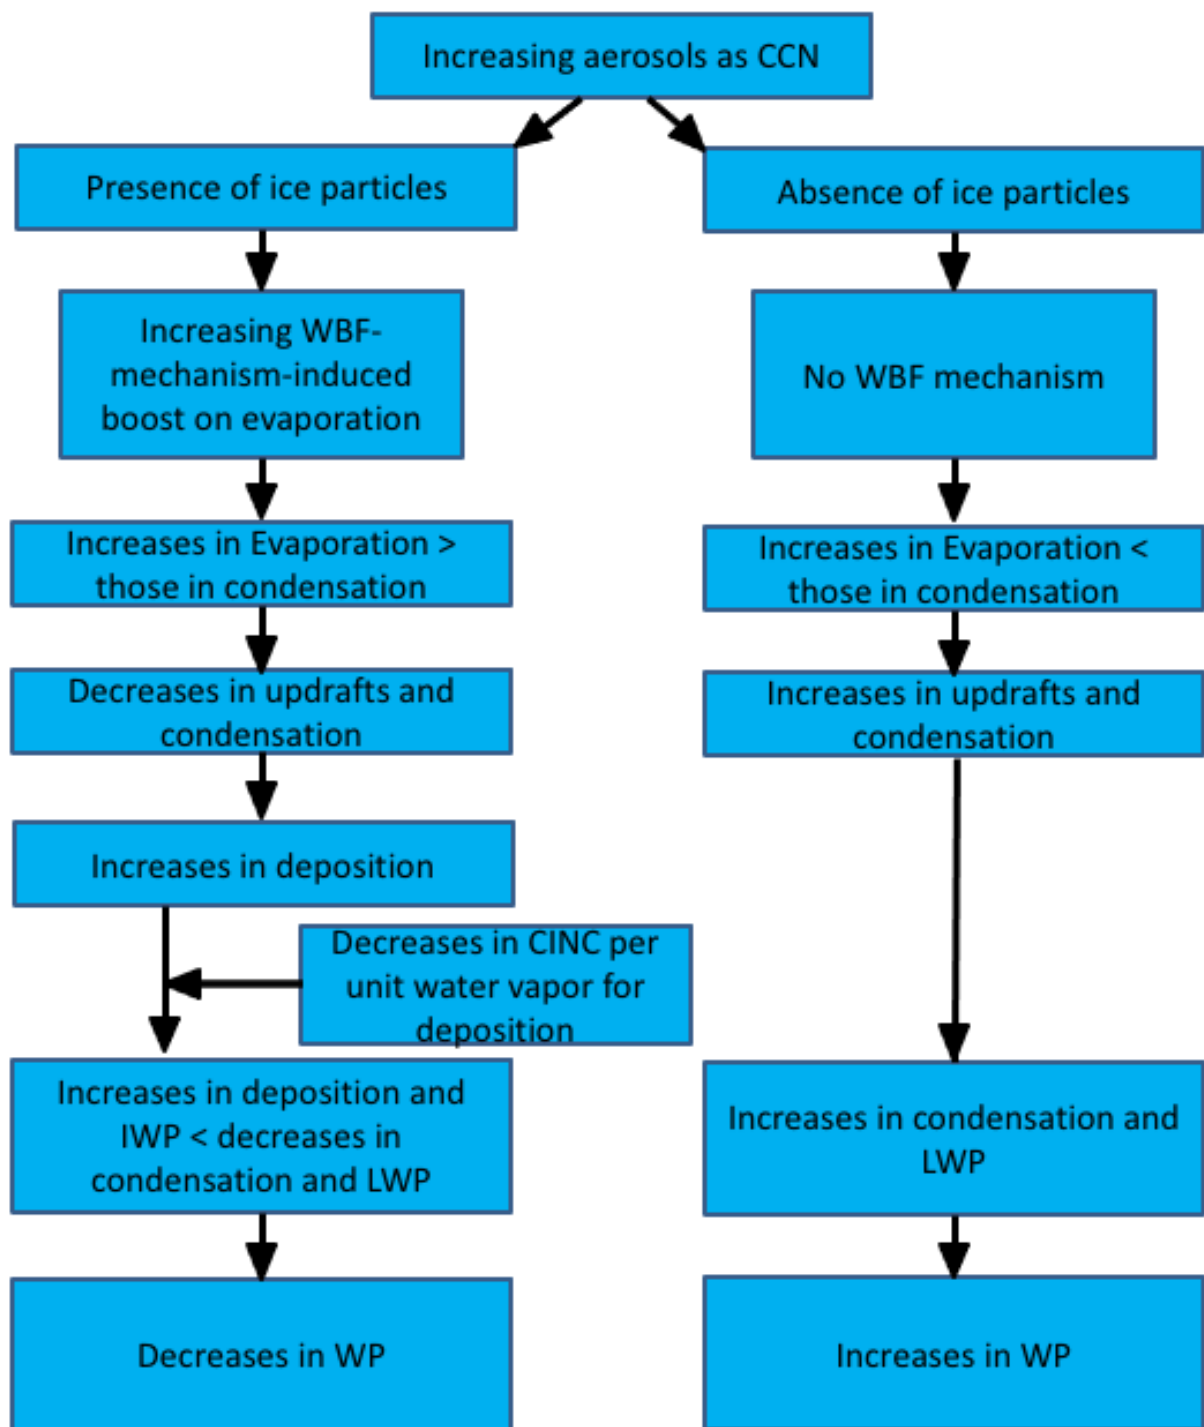 Increasing aerosols as CCN
Presence of ice particles
Absence of ice particles
Increasing WBF-
mechanism-induced
boost on evaporation
No WBF mechanism
Increases in Evaporation >
those in condensation
Increases in Evaporation <
those in condensation
Decreases in updrafts and
condensation
Increases in updrafts and
condensation
Increases in deposition
Decreases in CINC per
unit water vapor for
deposition
Increases in deposition and
IWP < decreases in
condensation and LWP
Increases in condensation and
LWP
Decreases in WP
Increases in WP